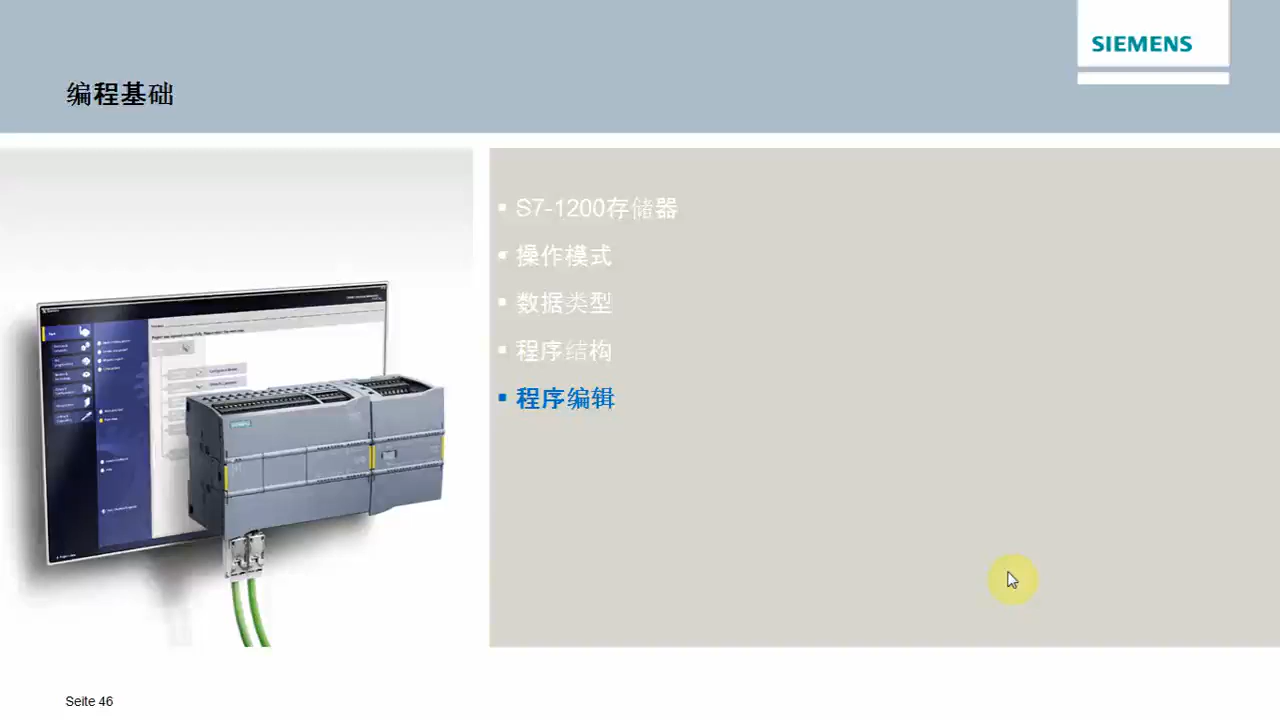 SIEMENS
编程基础
S7-1200存储器
操作模式
数据类型
程序结构
程序编辑
Seite 46